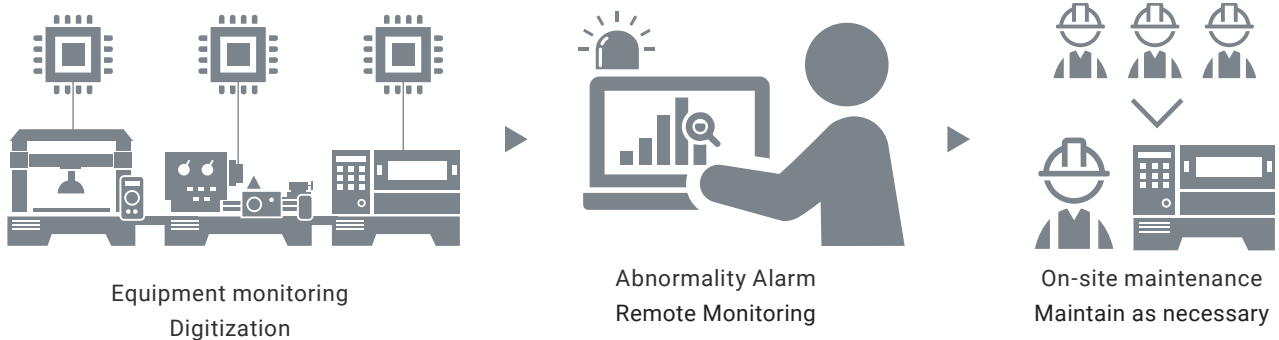 Equipment monitoring
Digitization
Abnormality Alarm
Remote Monitoring
On-site maintenance
Maintain as necessary